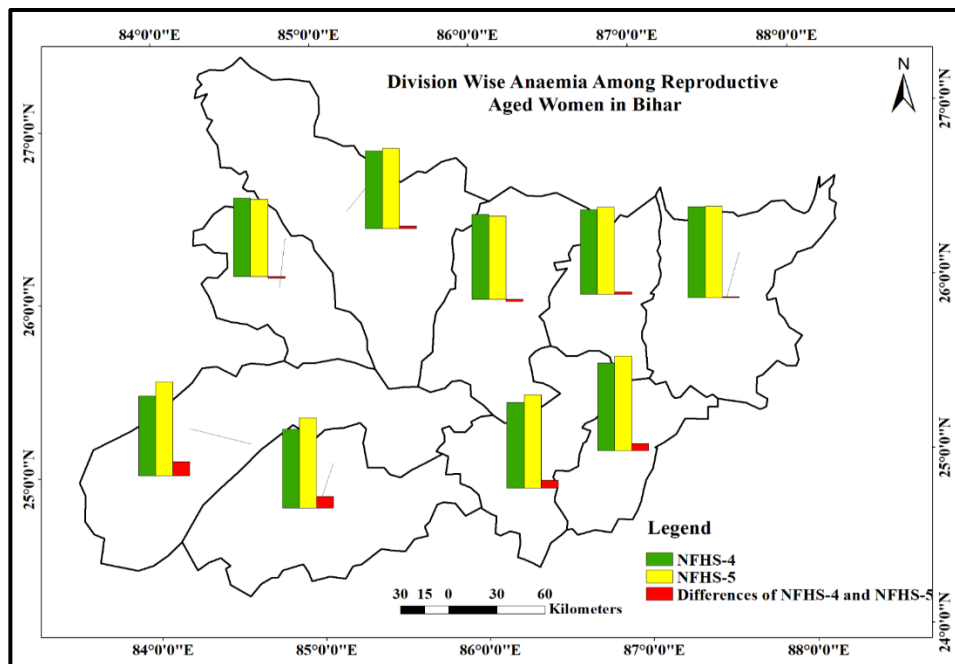 84°0'0"E 85°0'0"E 86°0'0"E 87°0'0"E 88°0'0"E
Division Wise Anaemia Among Reproductive
Aged Women in Bihar
N
27°0'0"N
26°0'0"N
25°0'0"N
27°0'0"N
26°0'0"N
25°0'0"N
24°0'0"N
Legend
NFHS-4
NFHS-5
Differences of NFHS-4 and NFHS-5
30 15 0 30 60
Kilometers
84°0'0"E 85°0'0"E 86°0'0"E 87°0'0"E 88°0'0"E